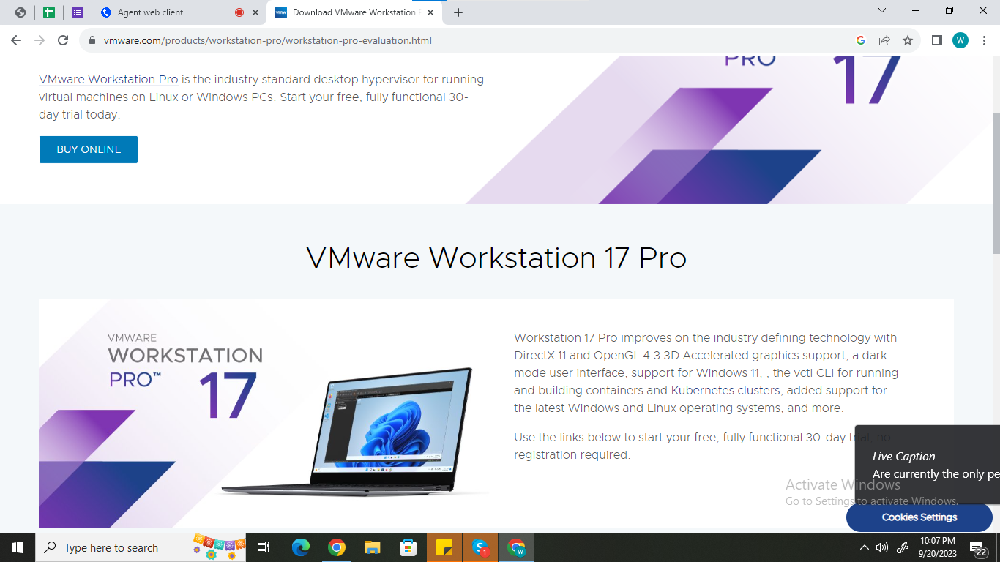 Agent web client
vmw
Download VMware Workstation
vmware.com/products/workstation-pro/workstation-pro-evaluation.html
W
PRO 17
VMware Workstation Pro is the industry standard desktop hypervisor for running
virtual machines on Linux or Windows PCs. Start your free, fully functional 30-
day trial today.
BUY ONLINE
VMware Workstation 17 Pro
VMWARE
WORKSTATION
PRO™ 17
Workstation 17 Pro improves on the industry defining technology with
DirectX 11 and OpenGL 4.3 3D Accelerated graphics support, a dark
mode user interface, support for Windows 11, , the vctl CLI for running
and building containers and Kubernetes clusters, added support for
the latest Windows and Linux operating systems, and more.
Use the links below to start your free, fully functional 30-day trial, no
registration required.
Live Caption
Are currently the only pe
Activate Windows
Go to Settings to activate Windows.
Cookies Settings
Type here to search
1
W
10:07 PM
9/20/2023
22